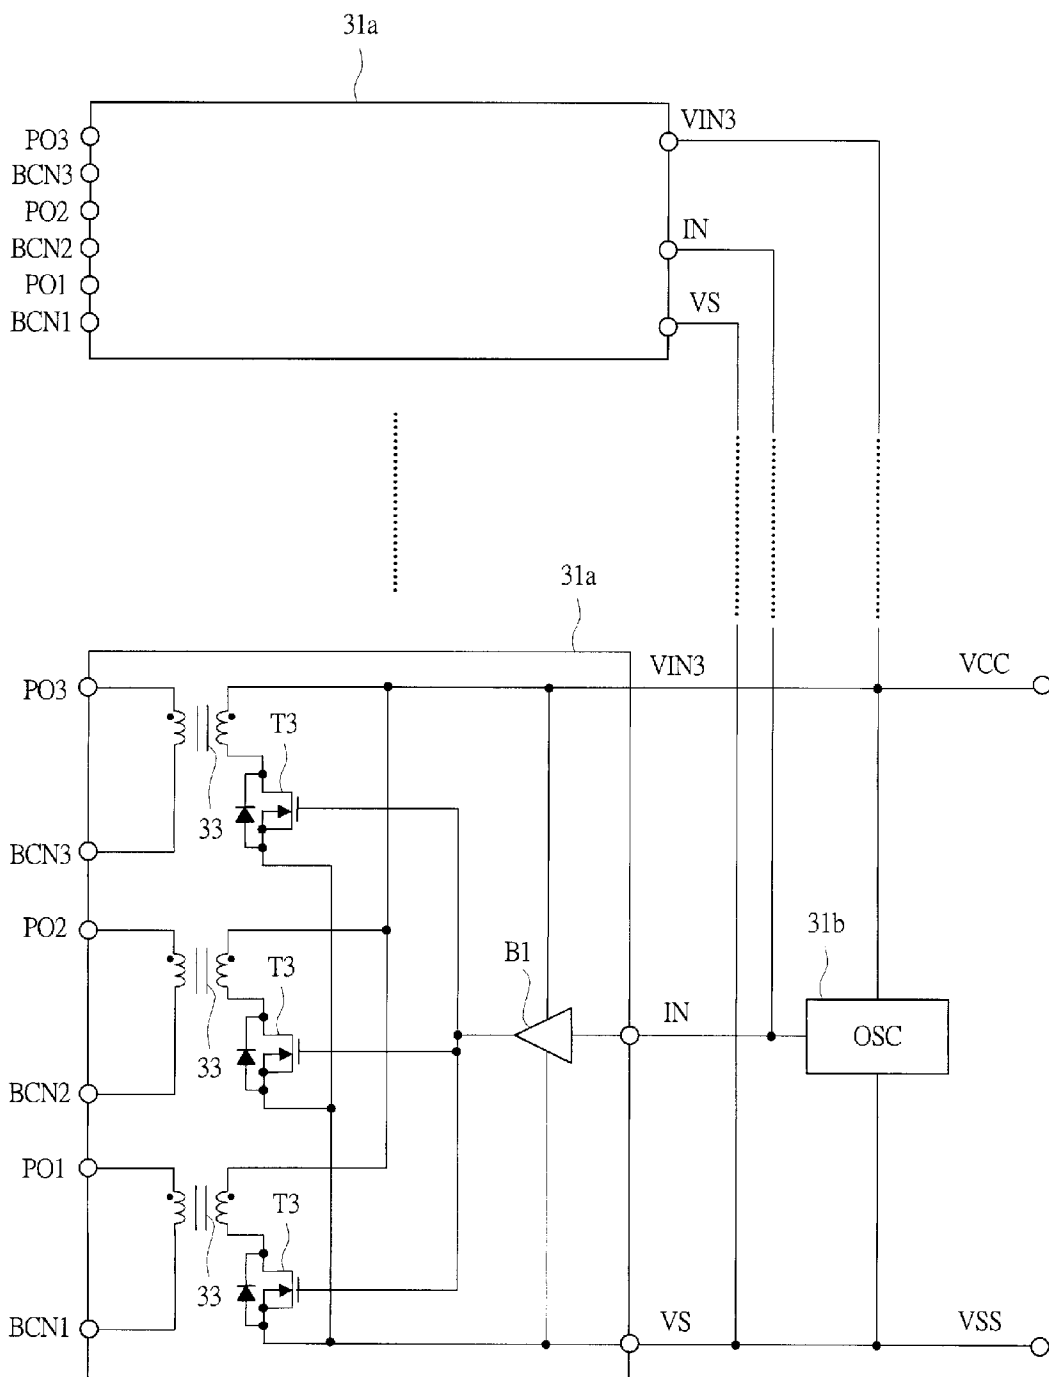 31a
PO3
BCN3
PO2
BCN2
PO1
BCN1
VIN3
IN
VS
31a
VIN3
VCC
PO3
T3
33
BCN3
PO2
T3
B1
IN
31b
OSC
33
BCN2
PO1
T3
33
BCN1
VS
VSS